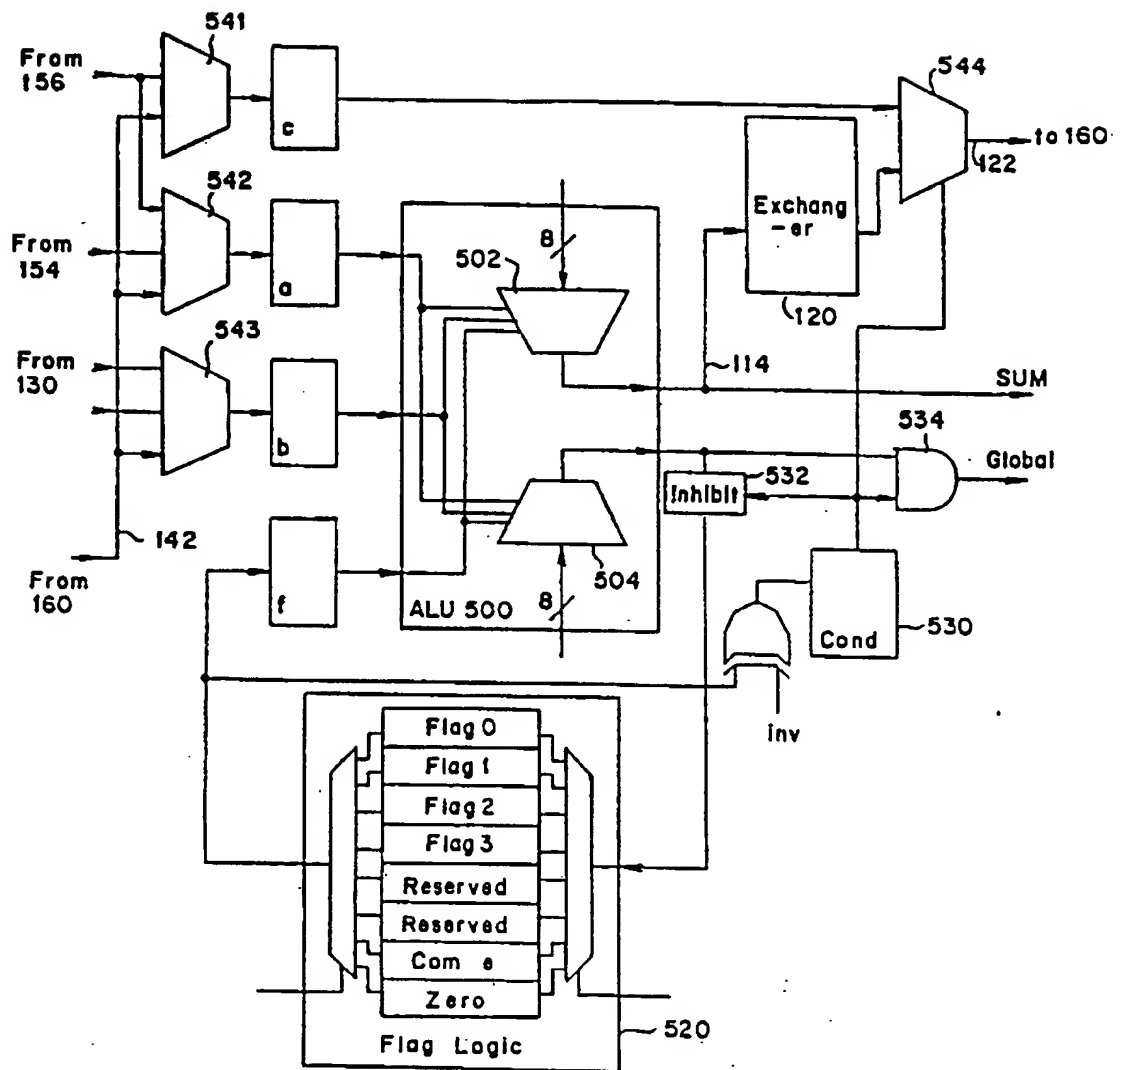 541
From
156
c
544
to 160
122
542
From
154
a
8
502
Exchang
-er
120
543
From
130
b
114
SUM
534
Global
532
Inhibit
142
From
160
f
ALU 500
8
504
Cond
530
Inv
Flag 0
Flag 1
Flag 2
Flag 3
Reserved
Reserved
Com e
Zero
520
Flag Logic